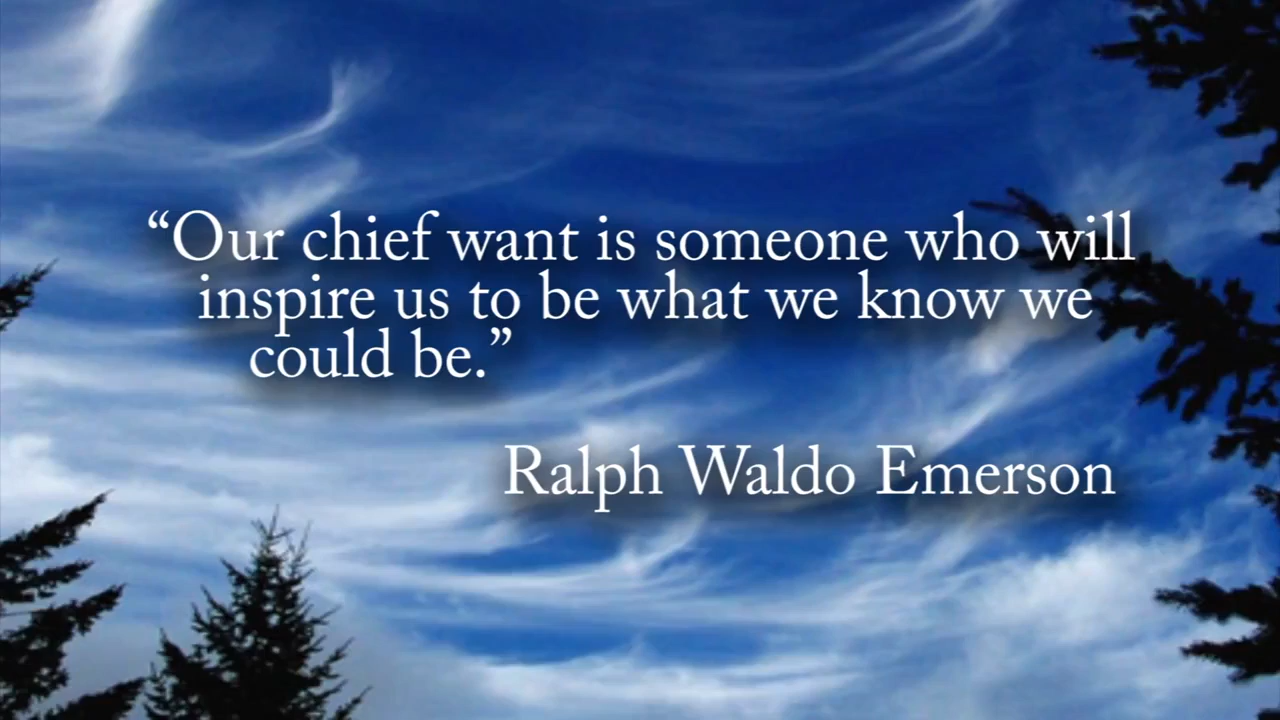 “Our chief want is someone who will
inspire us to be what we know we
could be.”
Ralph Waldo Emerson